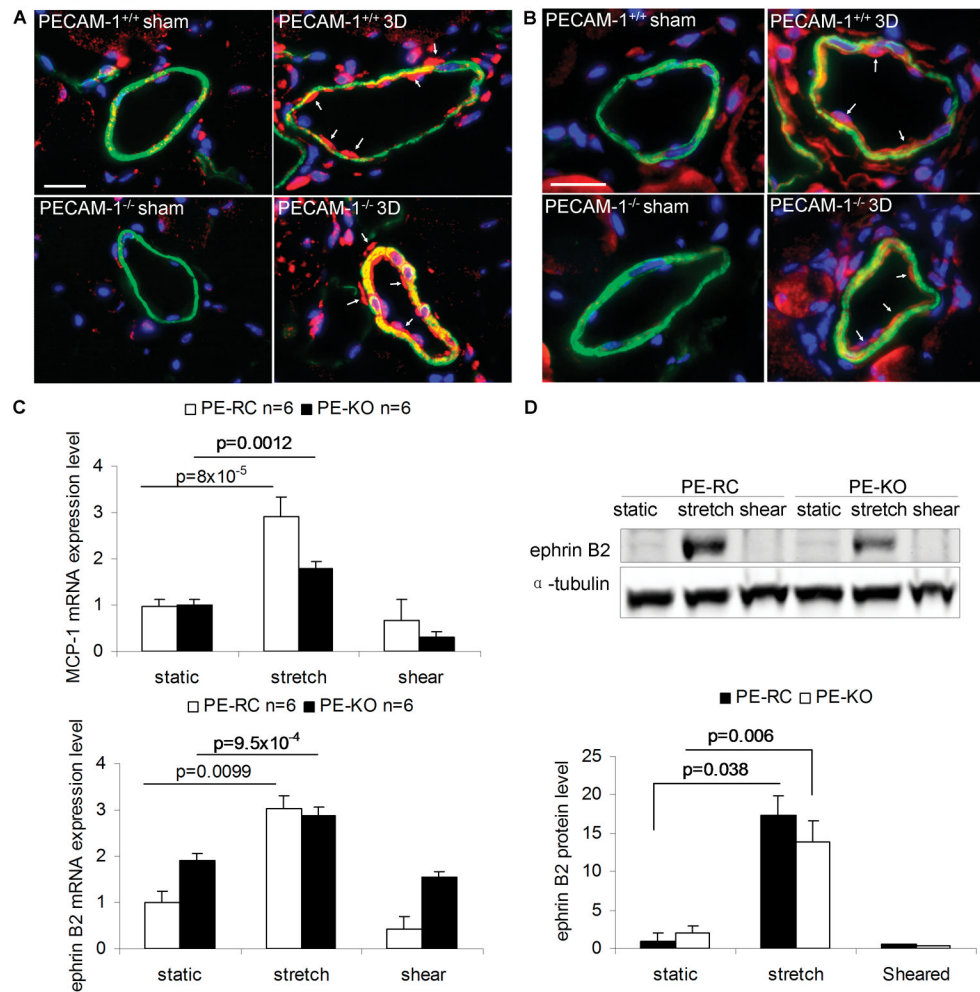 A
PECAM-1+/+ sham
PECAM-1+/+ 3D
PECAM-1-/- sham
PECAM-1-/- 3D
B
PECAM-1+/+ sham
PECAM-1+/+ 3D
PECAM-1-/- sham
PECAM-1-/- 3D
C
PE-RC n=6 PE-KO n=6
MCP-1 mRNA expression level
p=0.0012
p=8x10-5
4
3
2
1
0
static stretch shear
PE-RC n=6 PE-KO n=6
ephrin B2 mRNA expression level
p=9.5x10-4
p=0.0099
4
3
2
1
0
static stretch shear
D
PE-RC PE-KO
static stretch shear static stretch shear
ephrin B2
α-tubulin
PE-RC PE-KO
ephrin B2 protein level
p=0.006
p=0.038
25
20
15
10
5
0
static stretch Sheared